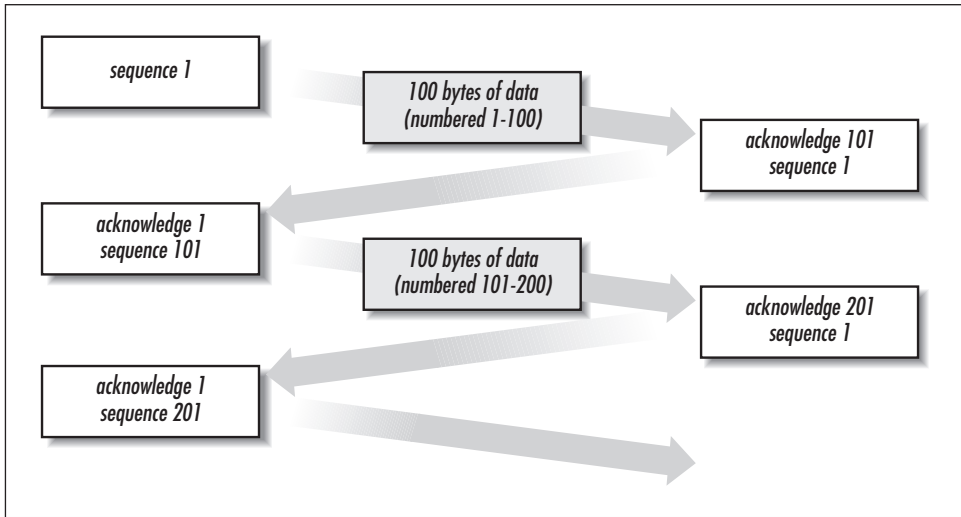 sequence 1
100 bytes of data
(numbered 1-100)
acknowledge 101
sequence 1
acknowledge 1
sequence 101
100 bytes of data
(numbered 101-200)
acknowledge 201
sequence 1
acknowledge 1
sequence 201